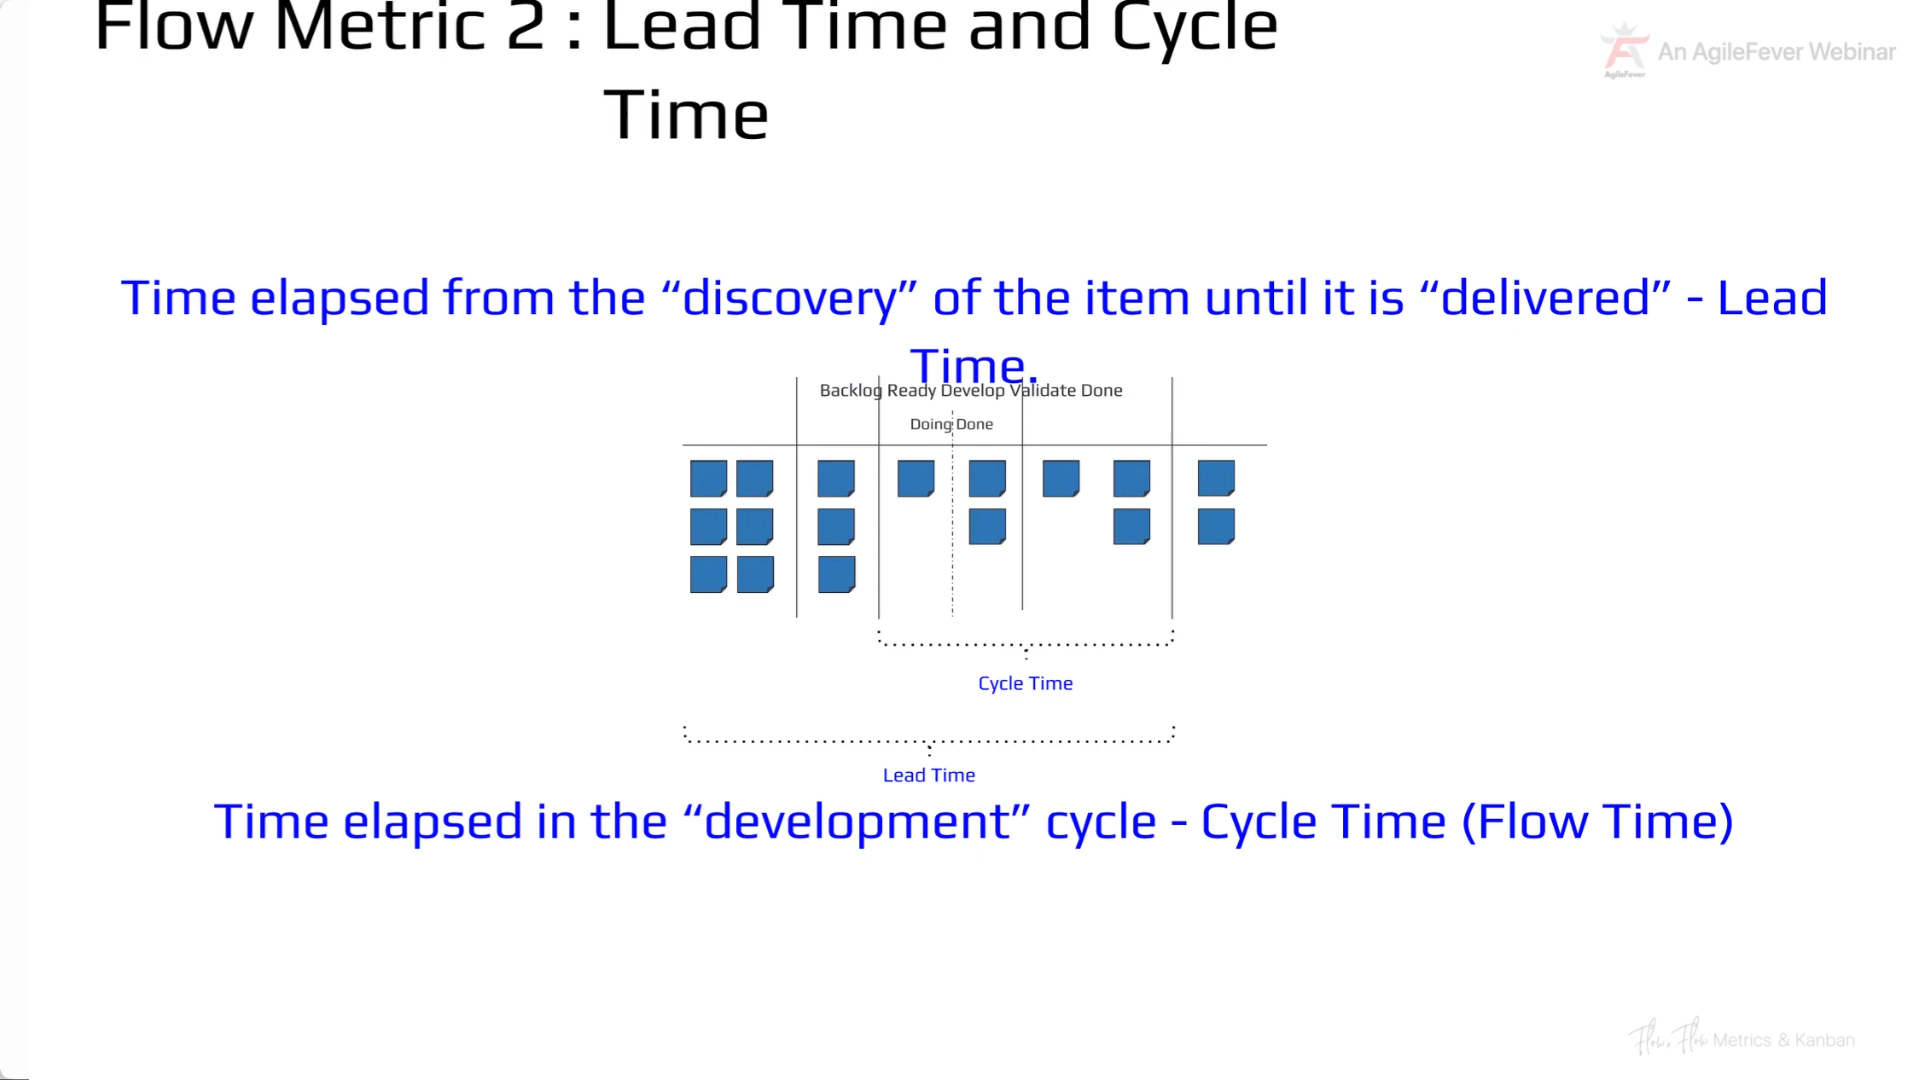 Flow Metric 2 : Lead Time and Cycle
Time
An AgileFever Webinar
AgileFever
Time elapsed from the “discovery” of the item until it is “delivered” - Lead
Time.
Backlog Ready Develop Validate Done
Doing Done
Cycle Time
Lead Time
Time elapsed in the “development” cycle - Cycle Time (Flow Time)
Flow, Flow Metrics & Kanban